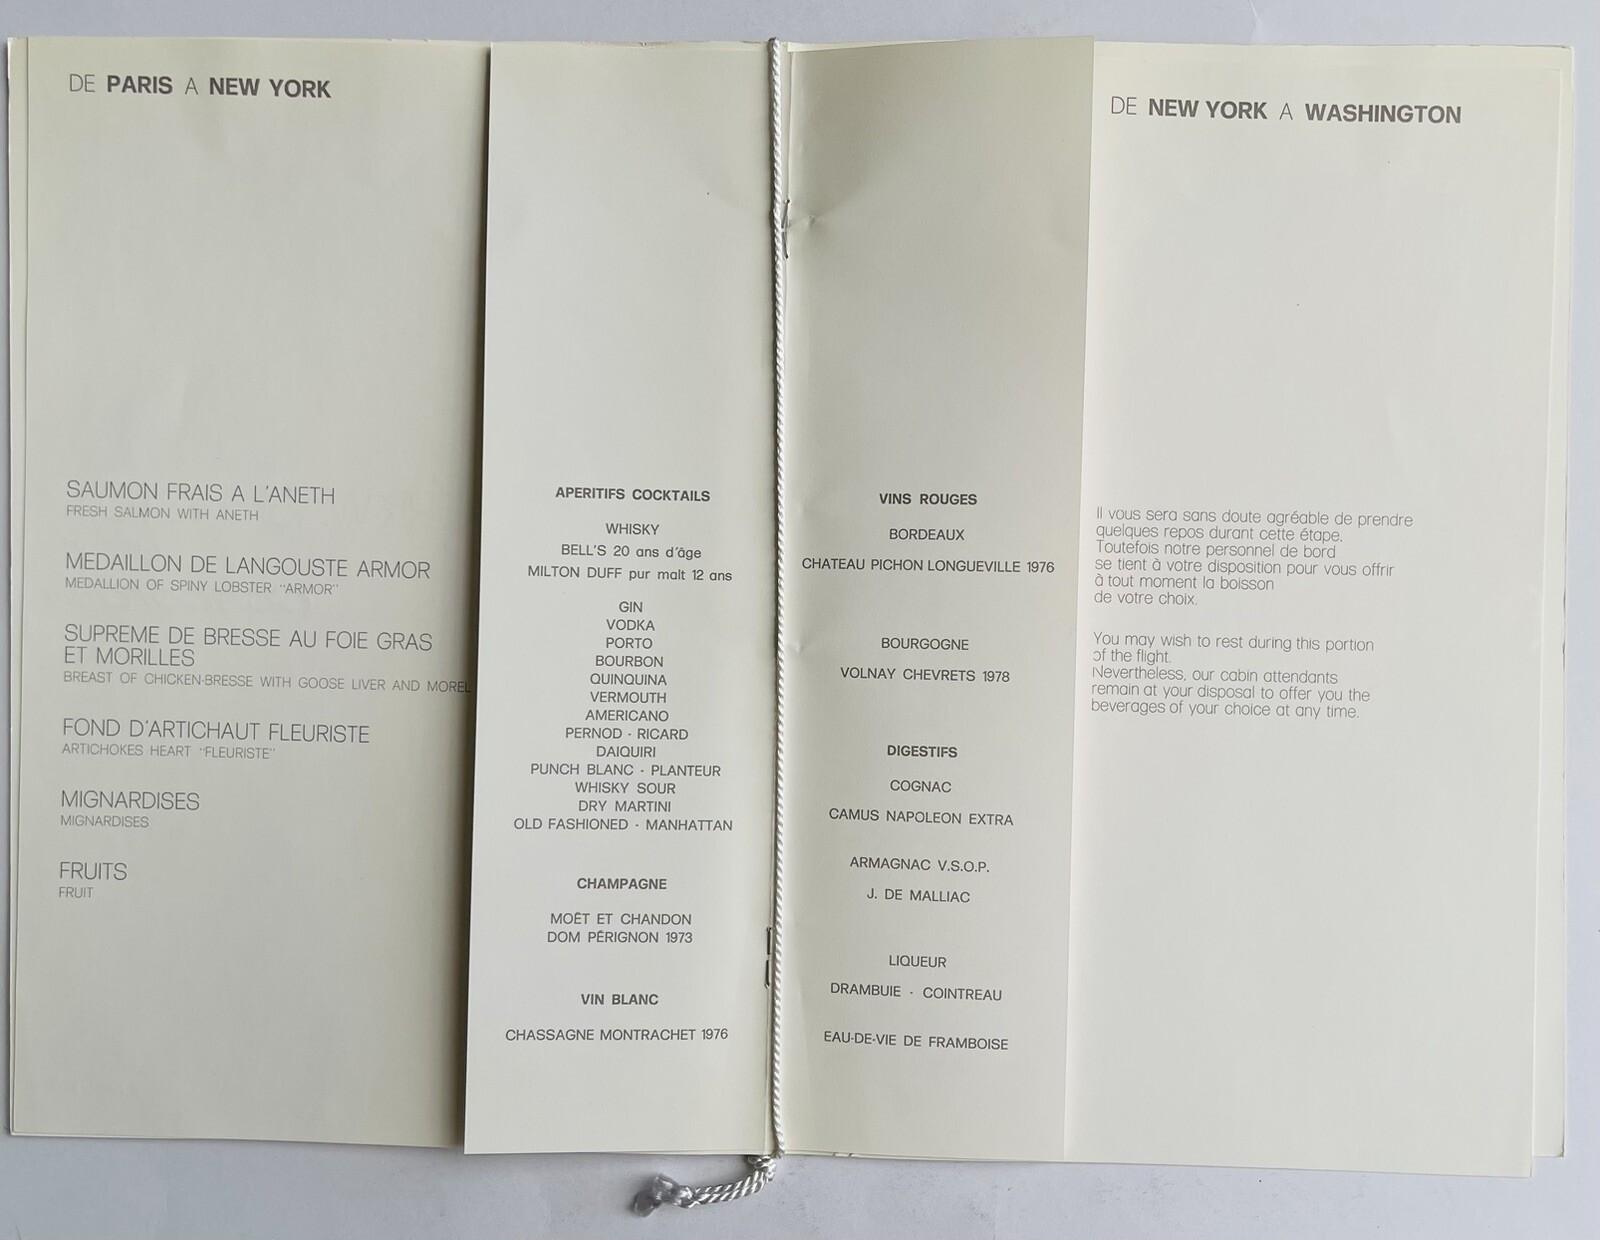 DE PARIS A NEW YORK
SAUMON FRAIS A L'ANETH
FRESH SALMON WITH ANETH
MEDAILLON DE LANGOUSTE ARMOR
MEDALLION OF SPINY LOBSTER "ARMOR"
SUPREME DE BRESSE AU FOIE GRAS
ET MORILLES
BREAST OF CHICKEN-BRESSE WITH GOOSE LIVER AND MOREL
FOND D'ARTICHAUT FLEURISTE
ARTICHOKES HEART "FLEURISTE"
MIGNARDISES
MIGNARDISES
FRUITS
FRUIT
APERITIFS COCKTAILS
WHISKY
BELL'S 20 ans d'âge
MILTON DUFF pur malt 12 ans
GIN
VODKA
PORTO
BOURBON
QUINQUINA
VERMOUTH
AMERICANO
PERNOD - RICARD
DAIQUIRI
PUNCH BLANC - PLANTEUR
WHISKY SOUR
DRY MARTINI
OLD FASHIONED - MANHATTAN
CHAMPAGNE
MOËT ET CHANDON
DOM PÉRIGNON 1973
VIN BLANC
CHASSAGNE MONTRACHET 1976
VINS ROUGES
BORDEAUX
CHATEAU PICHON LONGUEVILLE 1976
BOURGOGNE
VOLNAY CHEVRETS 1978
DIGESTIFS
COGNAC
CAMUS NAPOLEON EXTRA
ARMAGNAC V.S.O.P.
J. DE MALLIAC
LIQUEUR
DRAMBUIE - COINTREAU
EAU-DE-VIE DE FRAMBOISE
DE NEW YORK A WASHINGTON
Il vous sera sans doute agréable de prendre
quelques repos durant cette étape.
Toutefois notre personnel de bord
se tient à votre disposition pour vous offrir
à tout moment la boisson
de votre choix.
You may wish to rest during this portion
of the flight.
Nevertheless, our cabin attendants
remain at your disposal to offer you the
beverages of your choice at any time.